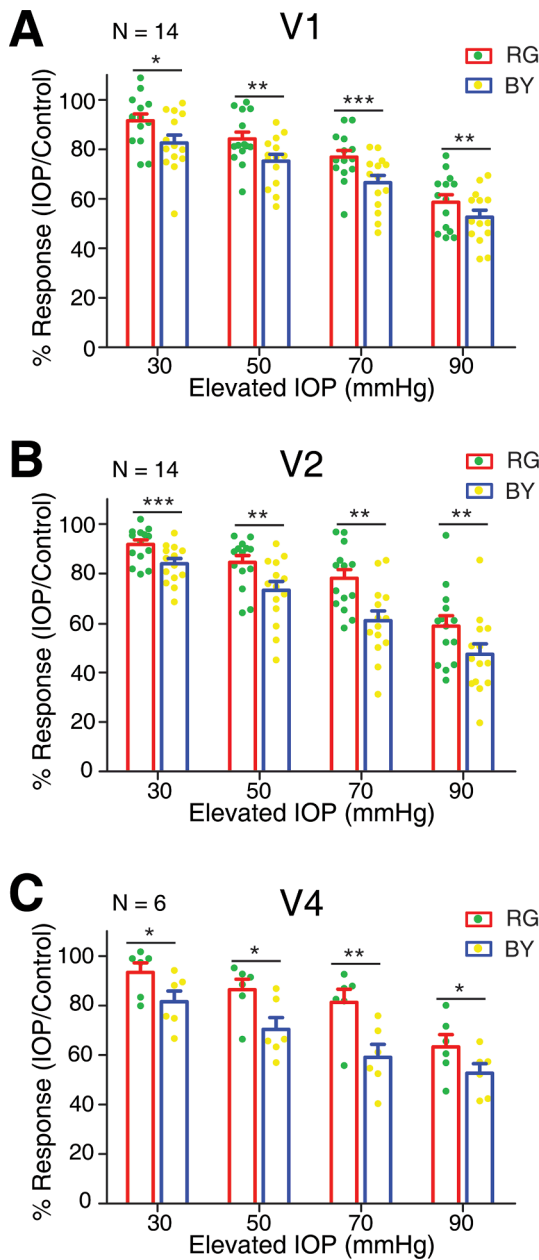 A
N = 14
V1
RG
BY
* ** *** **
% Response (IOP/Control)
100
80
60
40
20
0
30 50 70 90
Elevated IOP (mmHg)
B
N = 14
V2
RG
BY
*** ** ** **
% Response (IOP/Control)
100
80
60
40
20
0
30 50 70 90
Elevated IOP (mmHg)
C
N = 6
V4
RG
BY
* * ** *
% Response (IOP/Control)
100
80
60
40
20
0
30 50 70 90
Elevated IOP (mmHg)